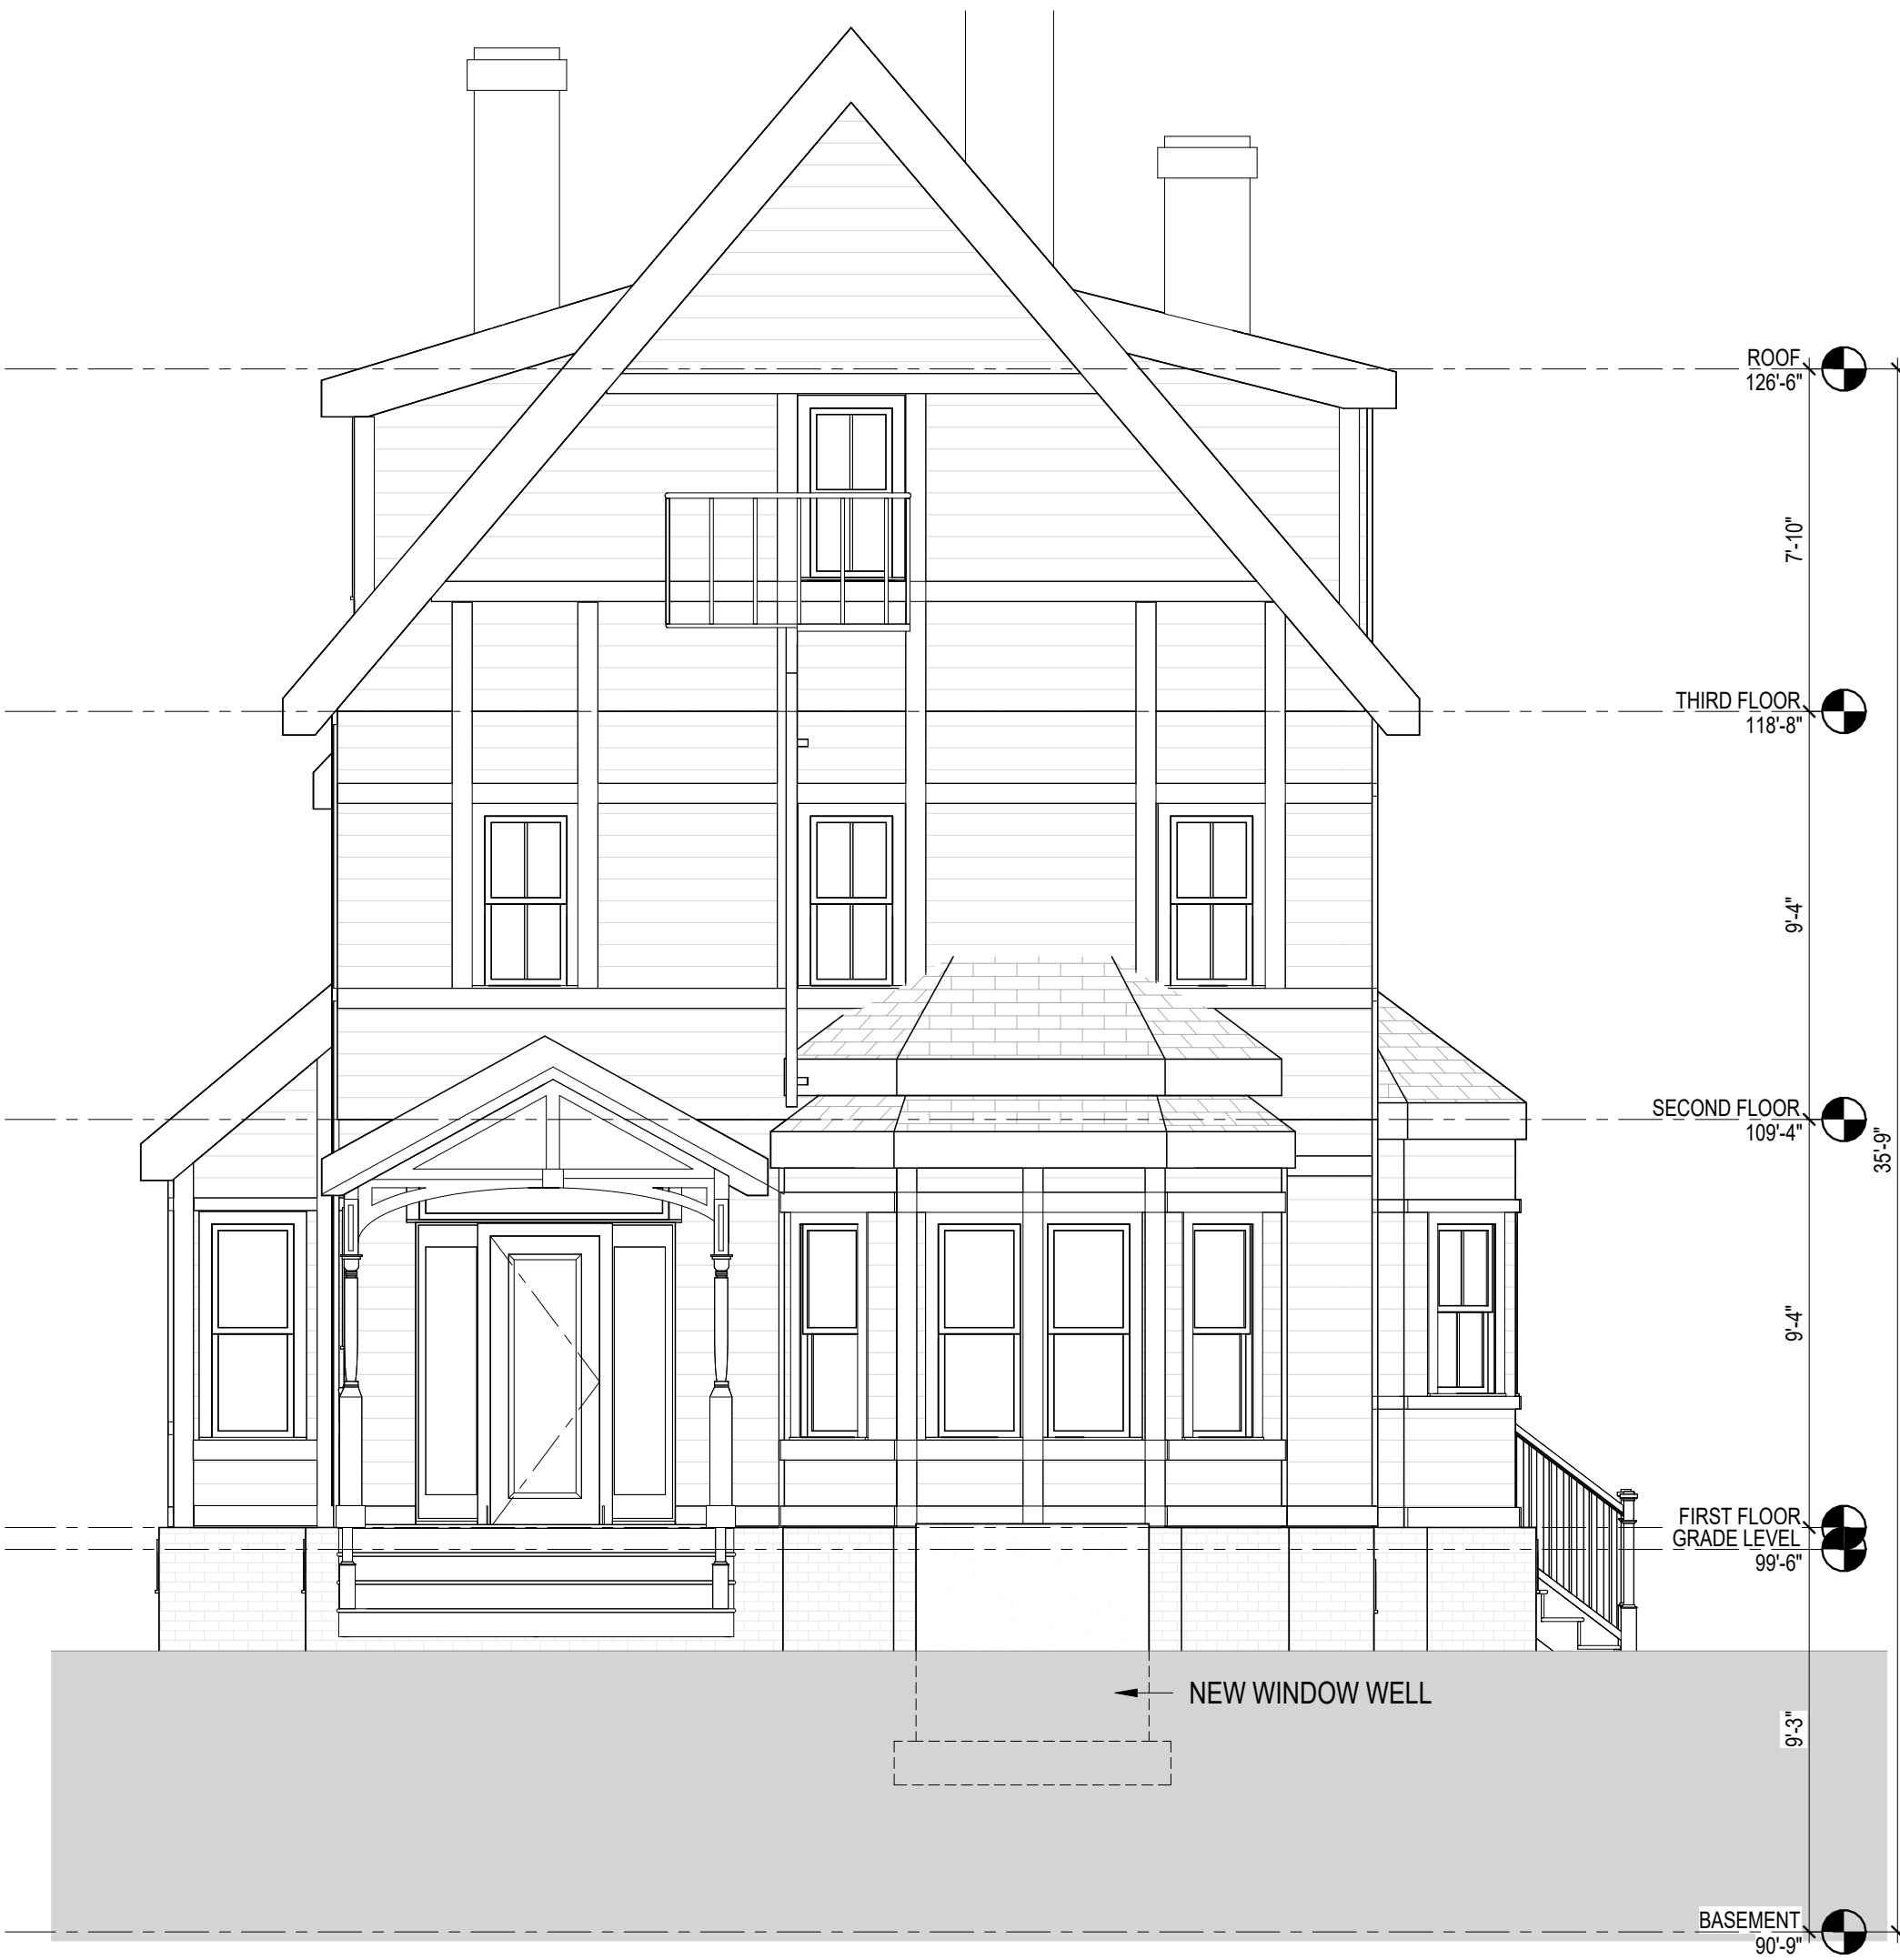 ROOF
126'-6"
7'-10"
THIRD FLOOR
118'-8"
9'-4"
SECOND FLOOR
109'-4"
35'-9"
9'-4"
FIRST FLOOR
GRADE LEVEL
99'-6"
NEW WINDOW WELL
9'-3"
BASEMENT
90'-9"